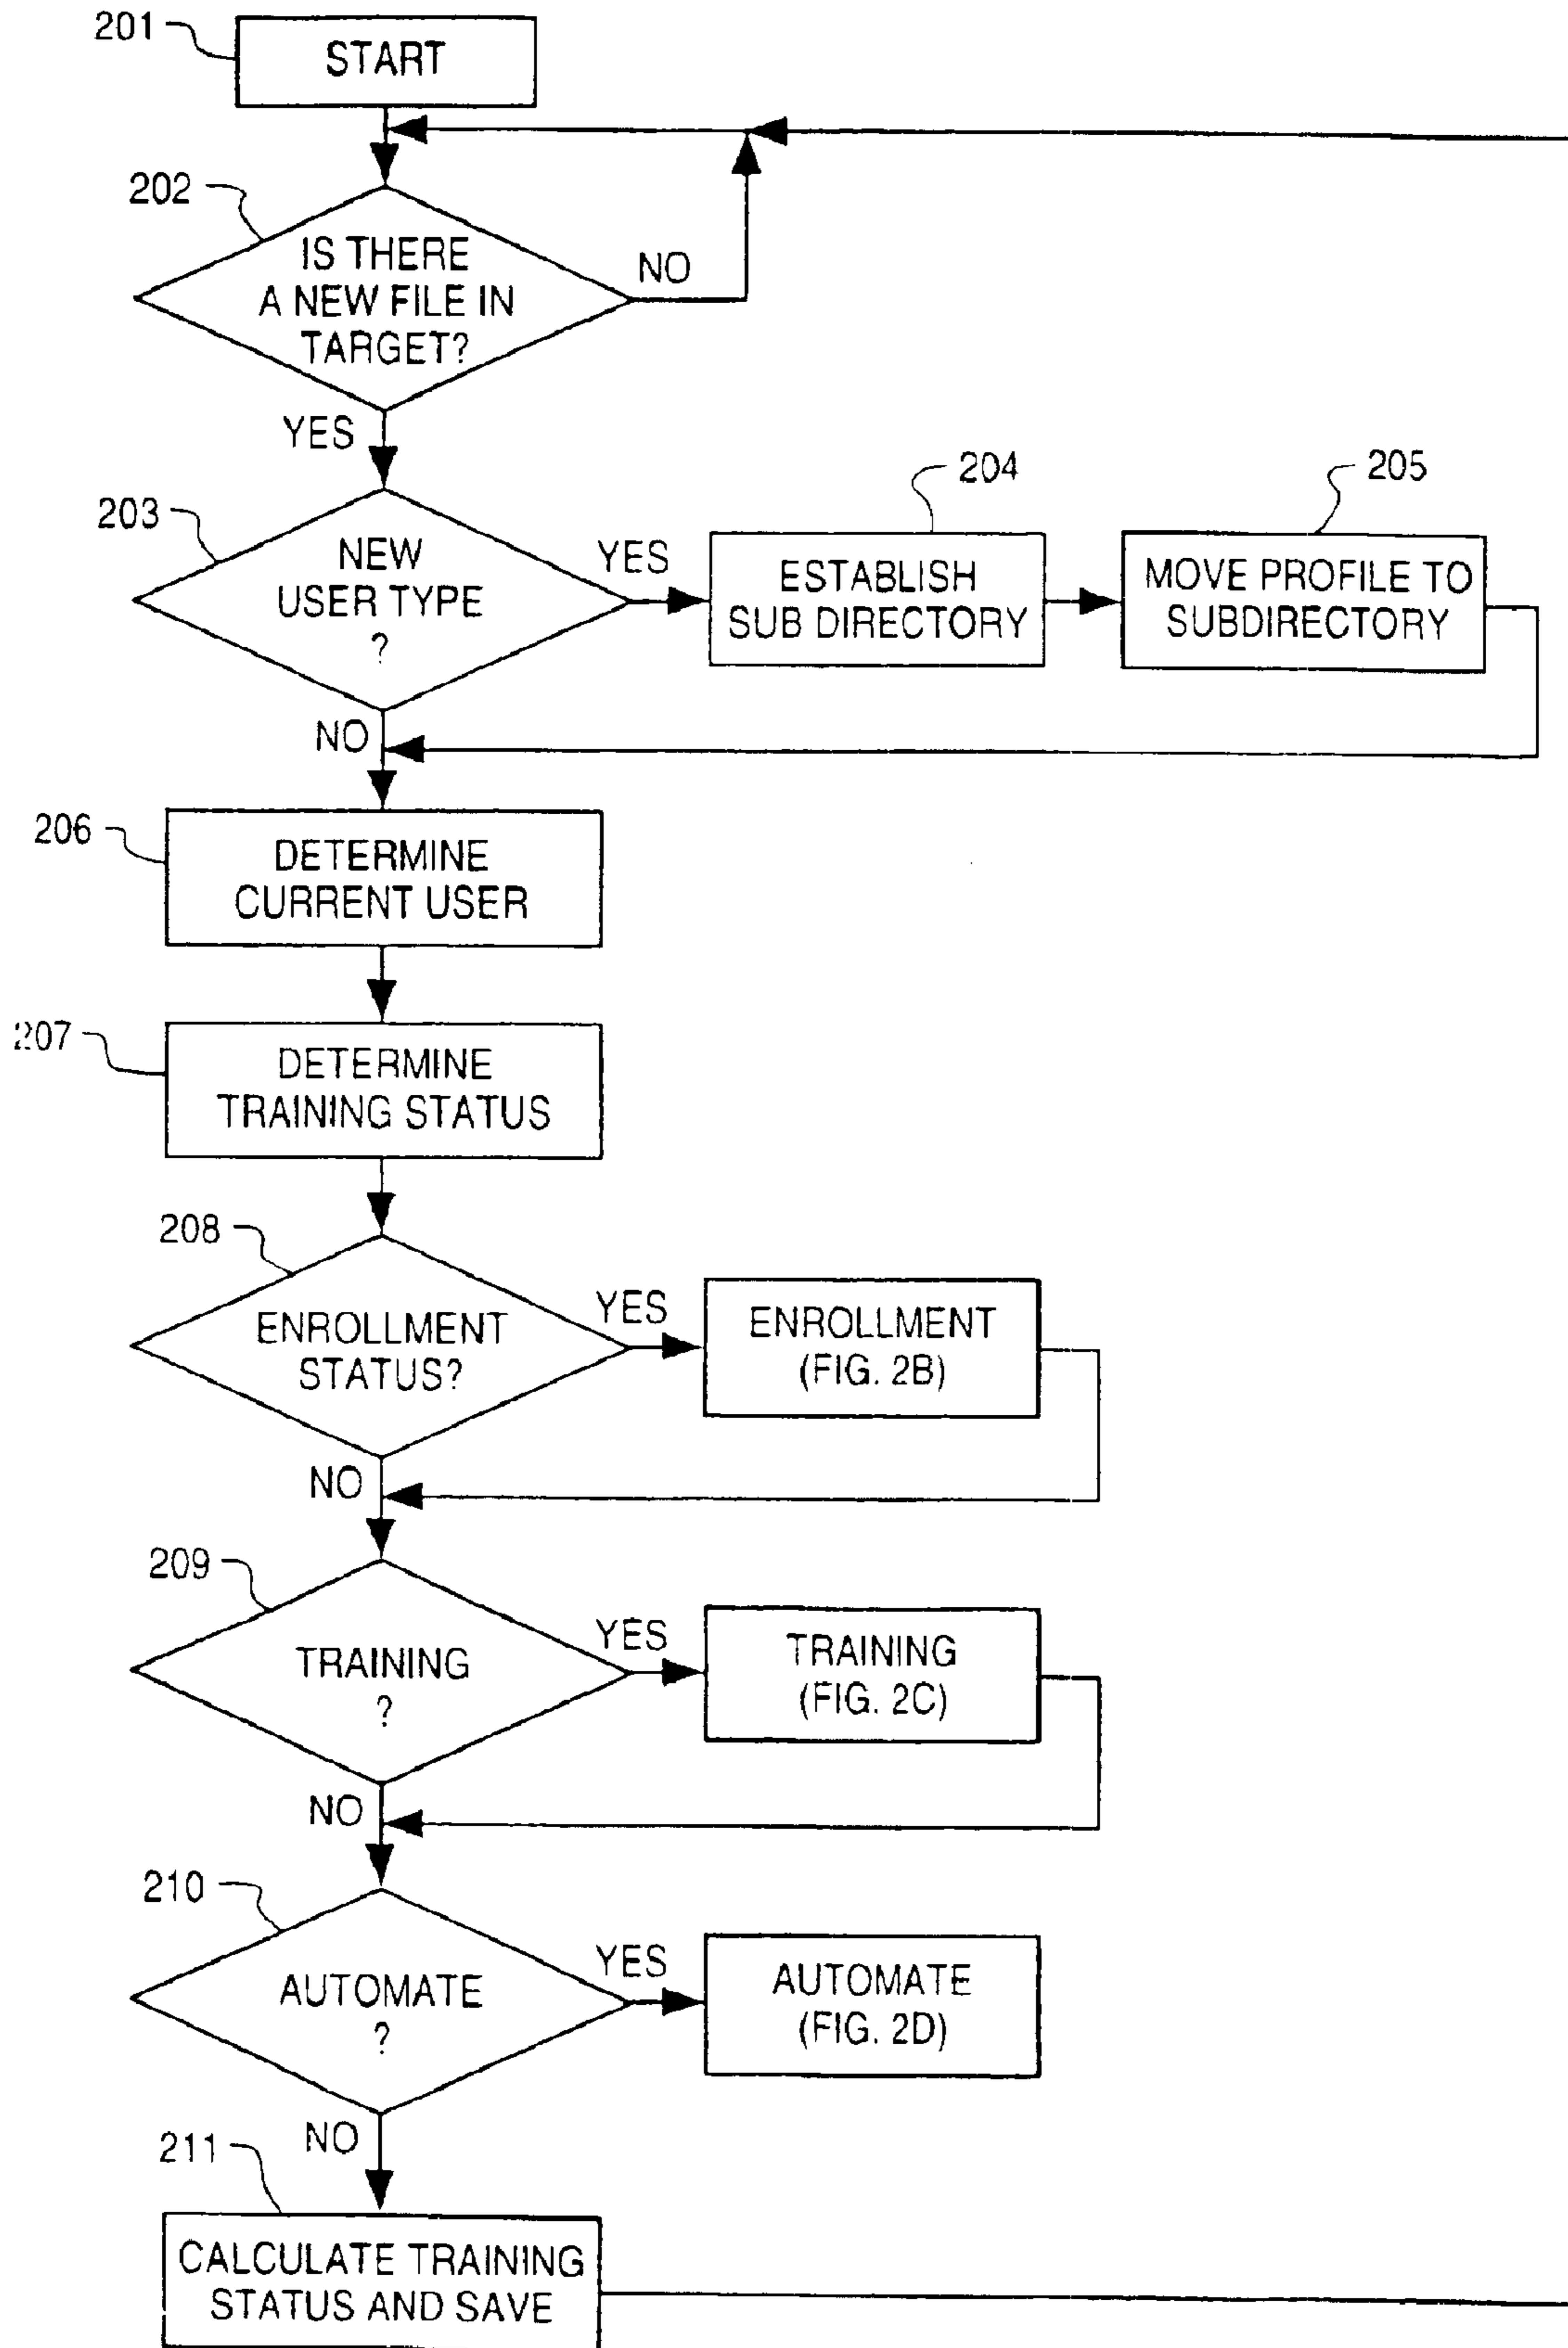 201
START
202
IS THERE
A NEW FILE IN
TARGET?
NO
YES
203
NEW
USER TYPE
?
YES
204
ESTABLISH
SUB DIRECTORY
205
MOVE PROFILE TO
SUBDIRECTORY
NO
206
DETERMINE
CURRENT USER
207
DETERMINE
TRAINING STATUS
208
ENROLLMENT
STATUS?
YES
ENROLLMENT
(FIG. 2B)
NO
209
TRAINING
?
YES
TRAINING
(FIG. 2C)
NO
210
AUTOMATE
?
YES
AUTOMATE
(FIG. 2D)
NO
211
CALCULATE TRAINING
STATUS AND SAVE